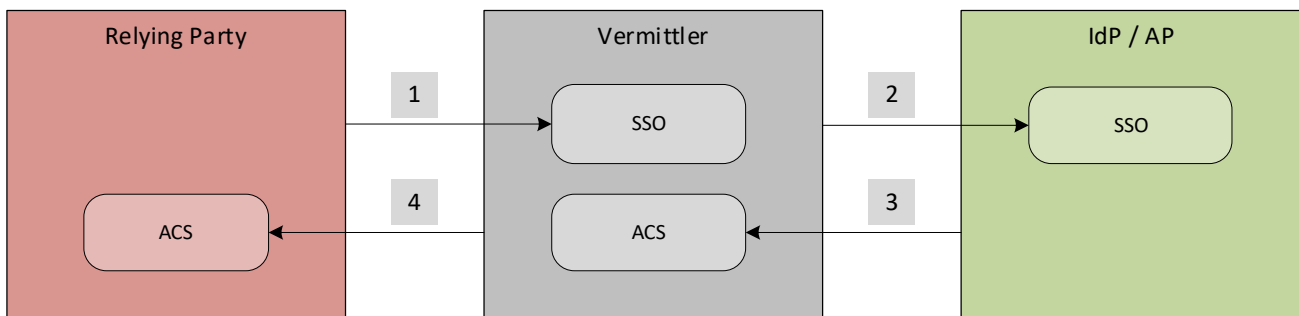 Relying Party
Vermittler
IdP / AP
1
2
SSO
SSO
4
3
ACS
ACS